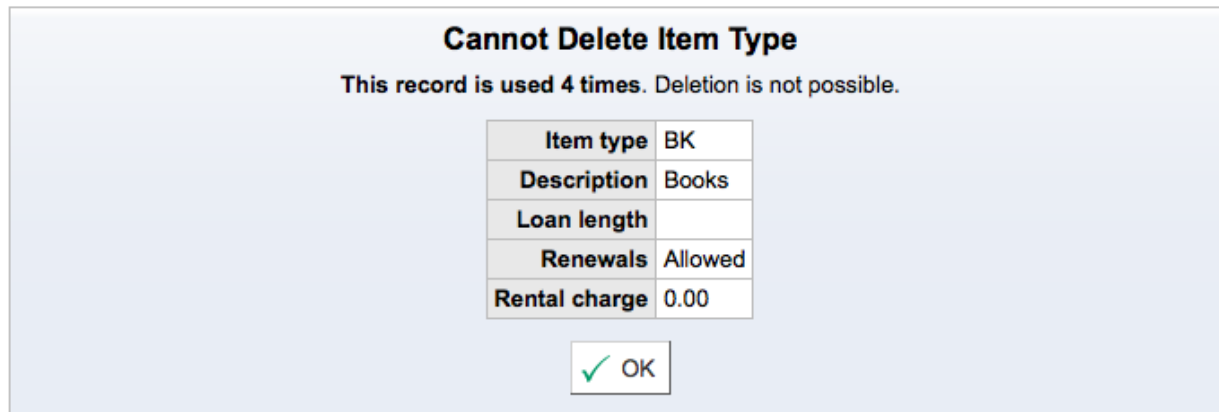 Cannot Delete Item Type
This record is used 4 times. Deletion is not possible.
Item type BK
Description Books
Loan length
Renewals Allowed
Rental charge 0.00
OK